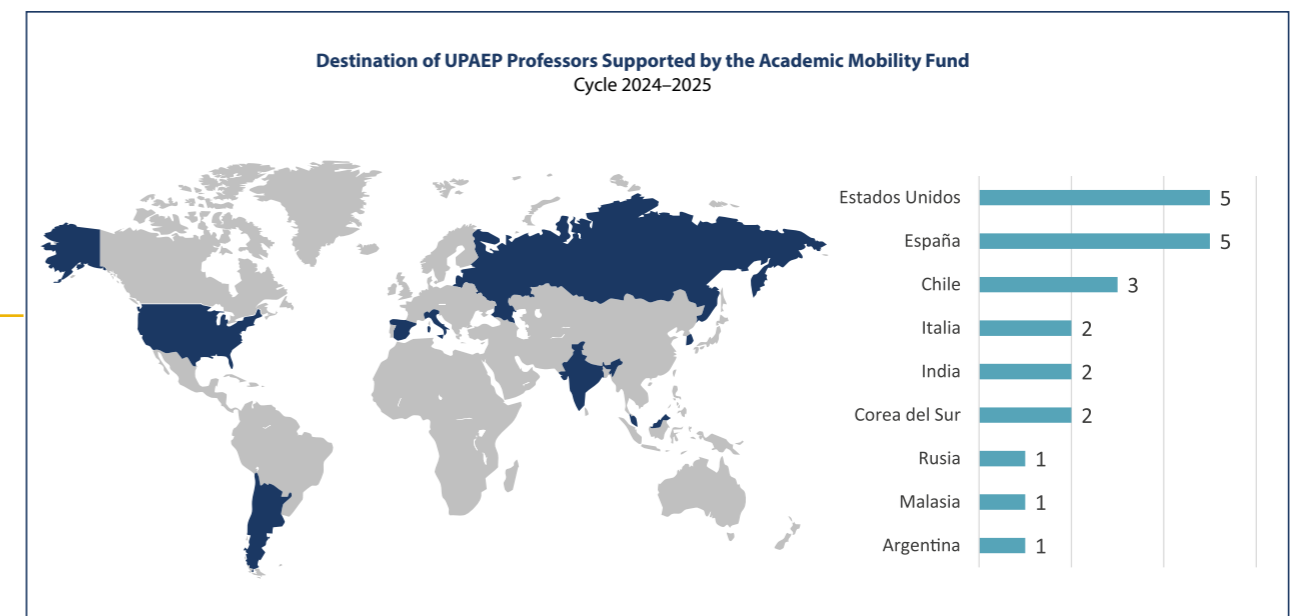 Destination of UPAEP Professors Supported by the Academic Mobility Fund
Cycle 2024–2025
Estados Unidos 5
España 5
Chile 3
Italia 2
India 2
Corea del Sur 2
Rusia 1
Malasia 1
Argentina 1